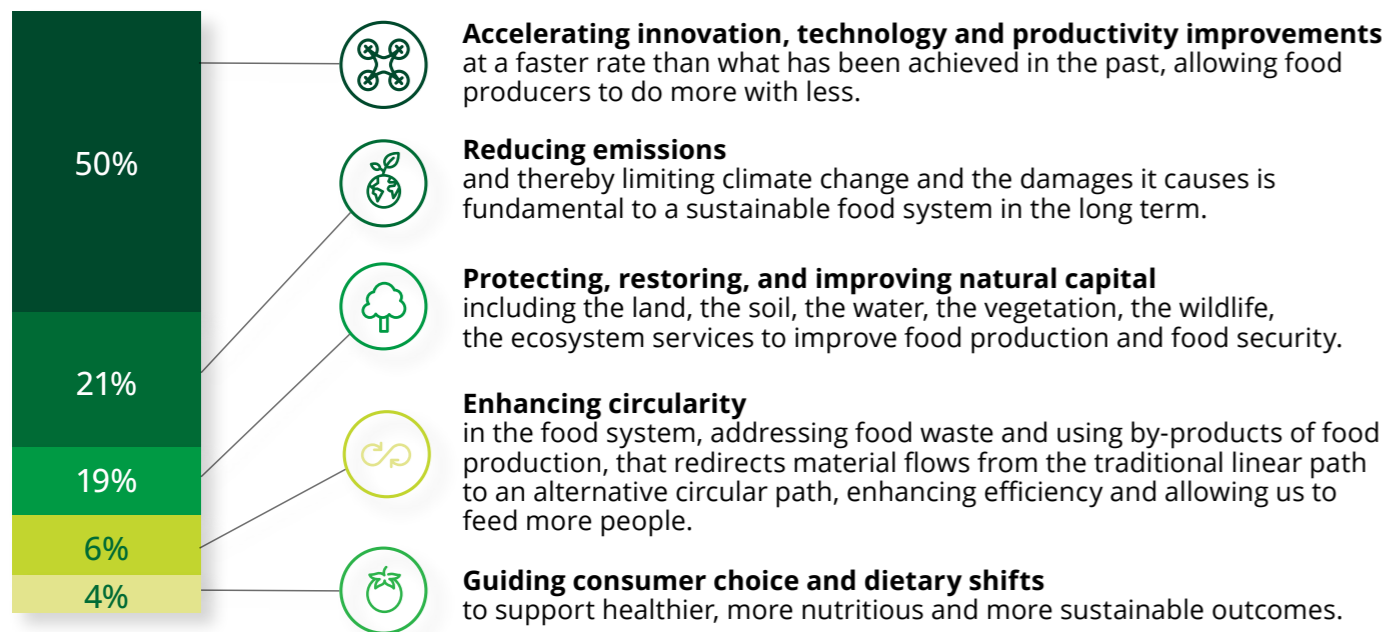 50%
21%
19%
6%
4%
Accelerating innovation, technology and productivity improvements
at a faster rate than what has been achieved in the past, allowing food
producers to do more with less.
Reducing emissions
and thereby limiting climate change and the damages it causes is
fundamental to a sustainable food system in the long term.
Protecting, restoring, and improving natural capital
including the land, the soil, the water, the vegetation, the wildlife,
the ecosystem services to improve food production and food security.
Enhancing circularity
in the food system, addressing food waste and using by-products of food
production, that redirects material flows from the traditional linear path
to an alternative circular path, enhancing efficiency and allowing us to
feed more people.
Guiding consumer choice and dietary shifts
to support healthier, more nutritious and more sustainable outcomes.